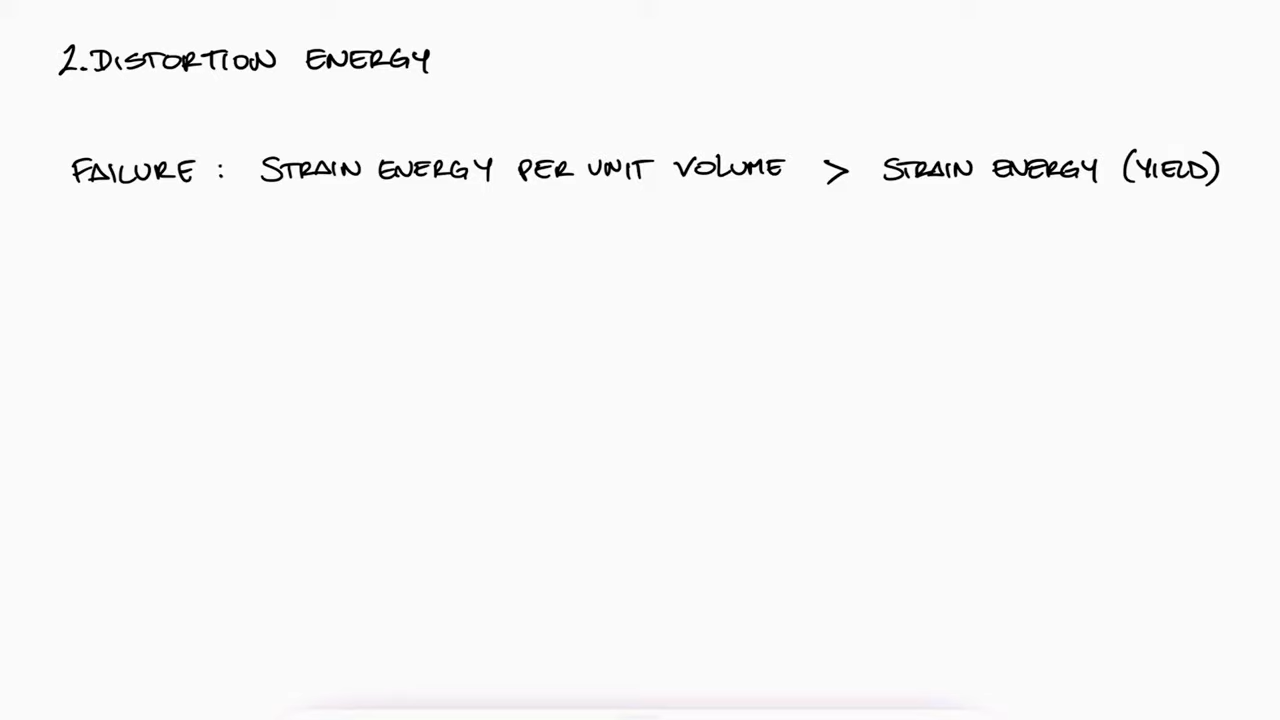 2. DISTORTION ENERGY
FAILURE : STRAIN ENERGY PER UNIT VOLUME > STRAIN ENERGY (YIELD)